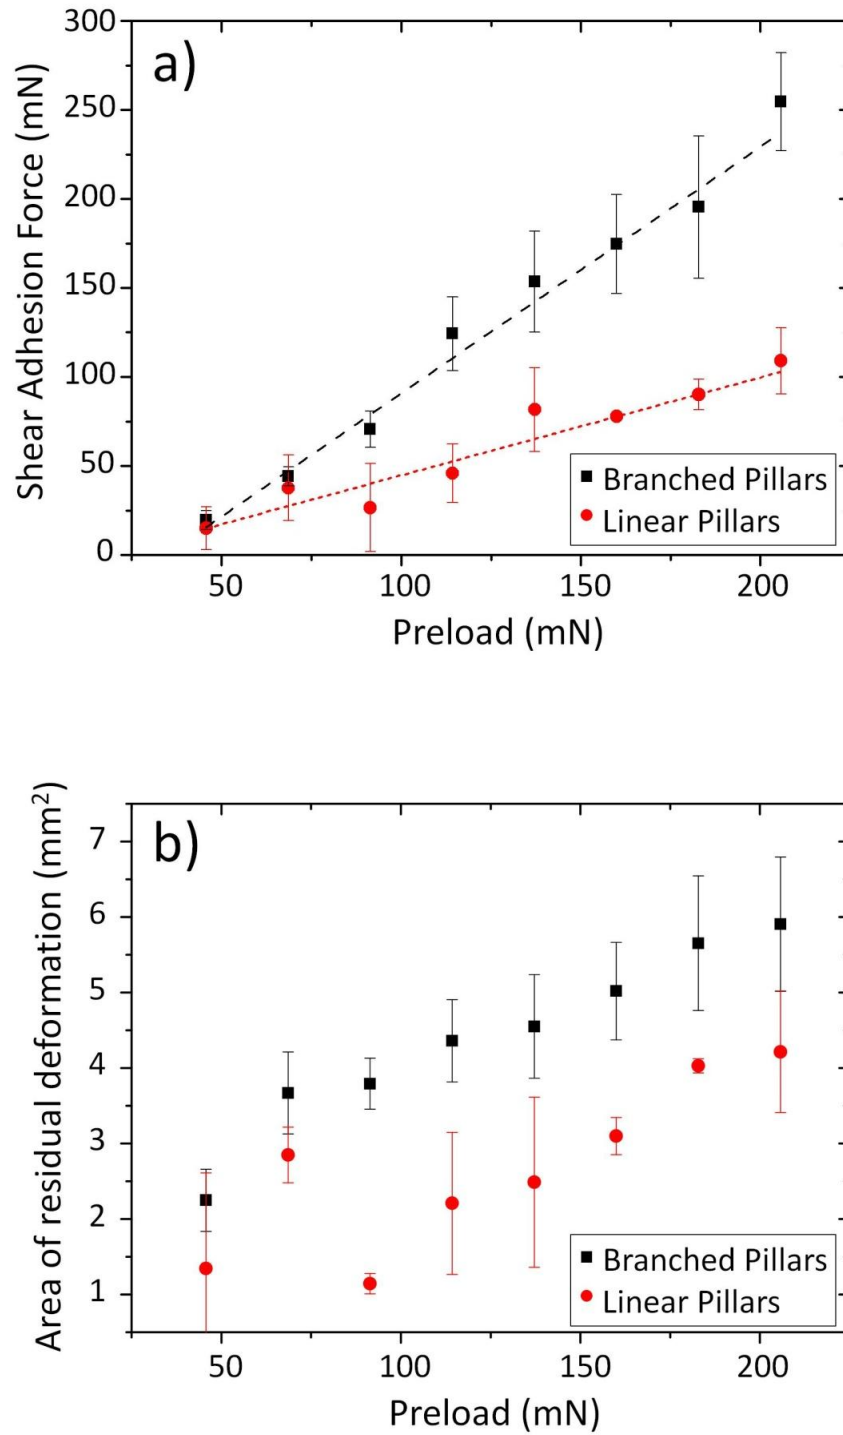 a)
Shear Adhesion Force (mN)
300
250
200
150
100
50
0
Branched Pillars
Linear Pillars
50 100 150 200
Preload (mN)
b)
Area of residual deformation (mm²)
7
6
5
4
3
2
1
Branched Pillars
Linear Pillars
50 100 150 200
Preload (mN)